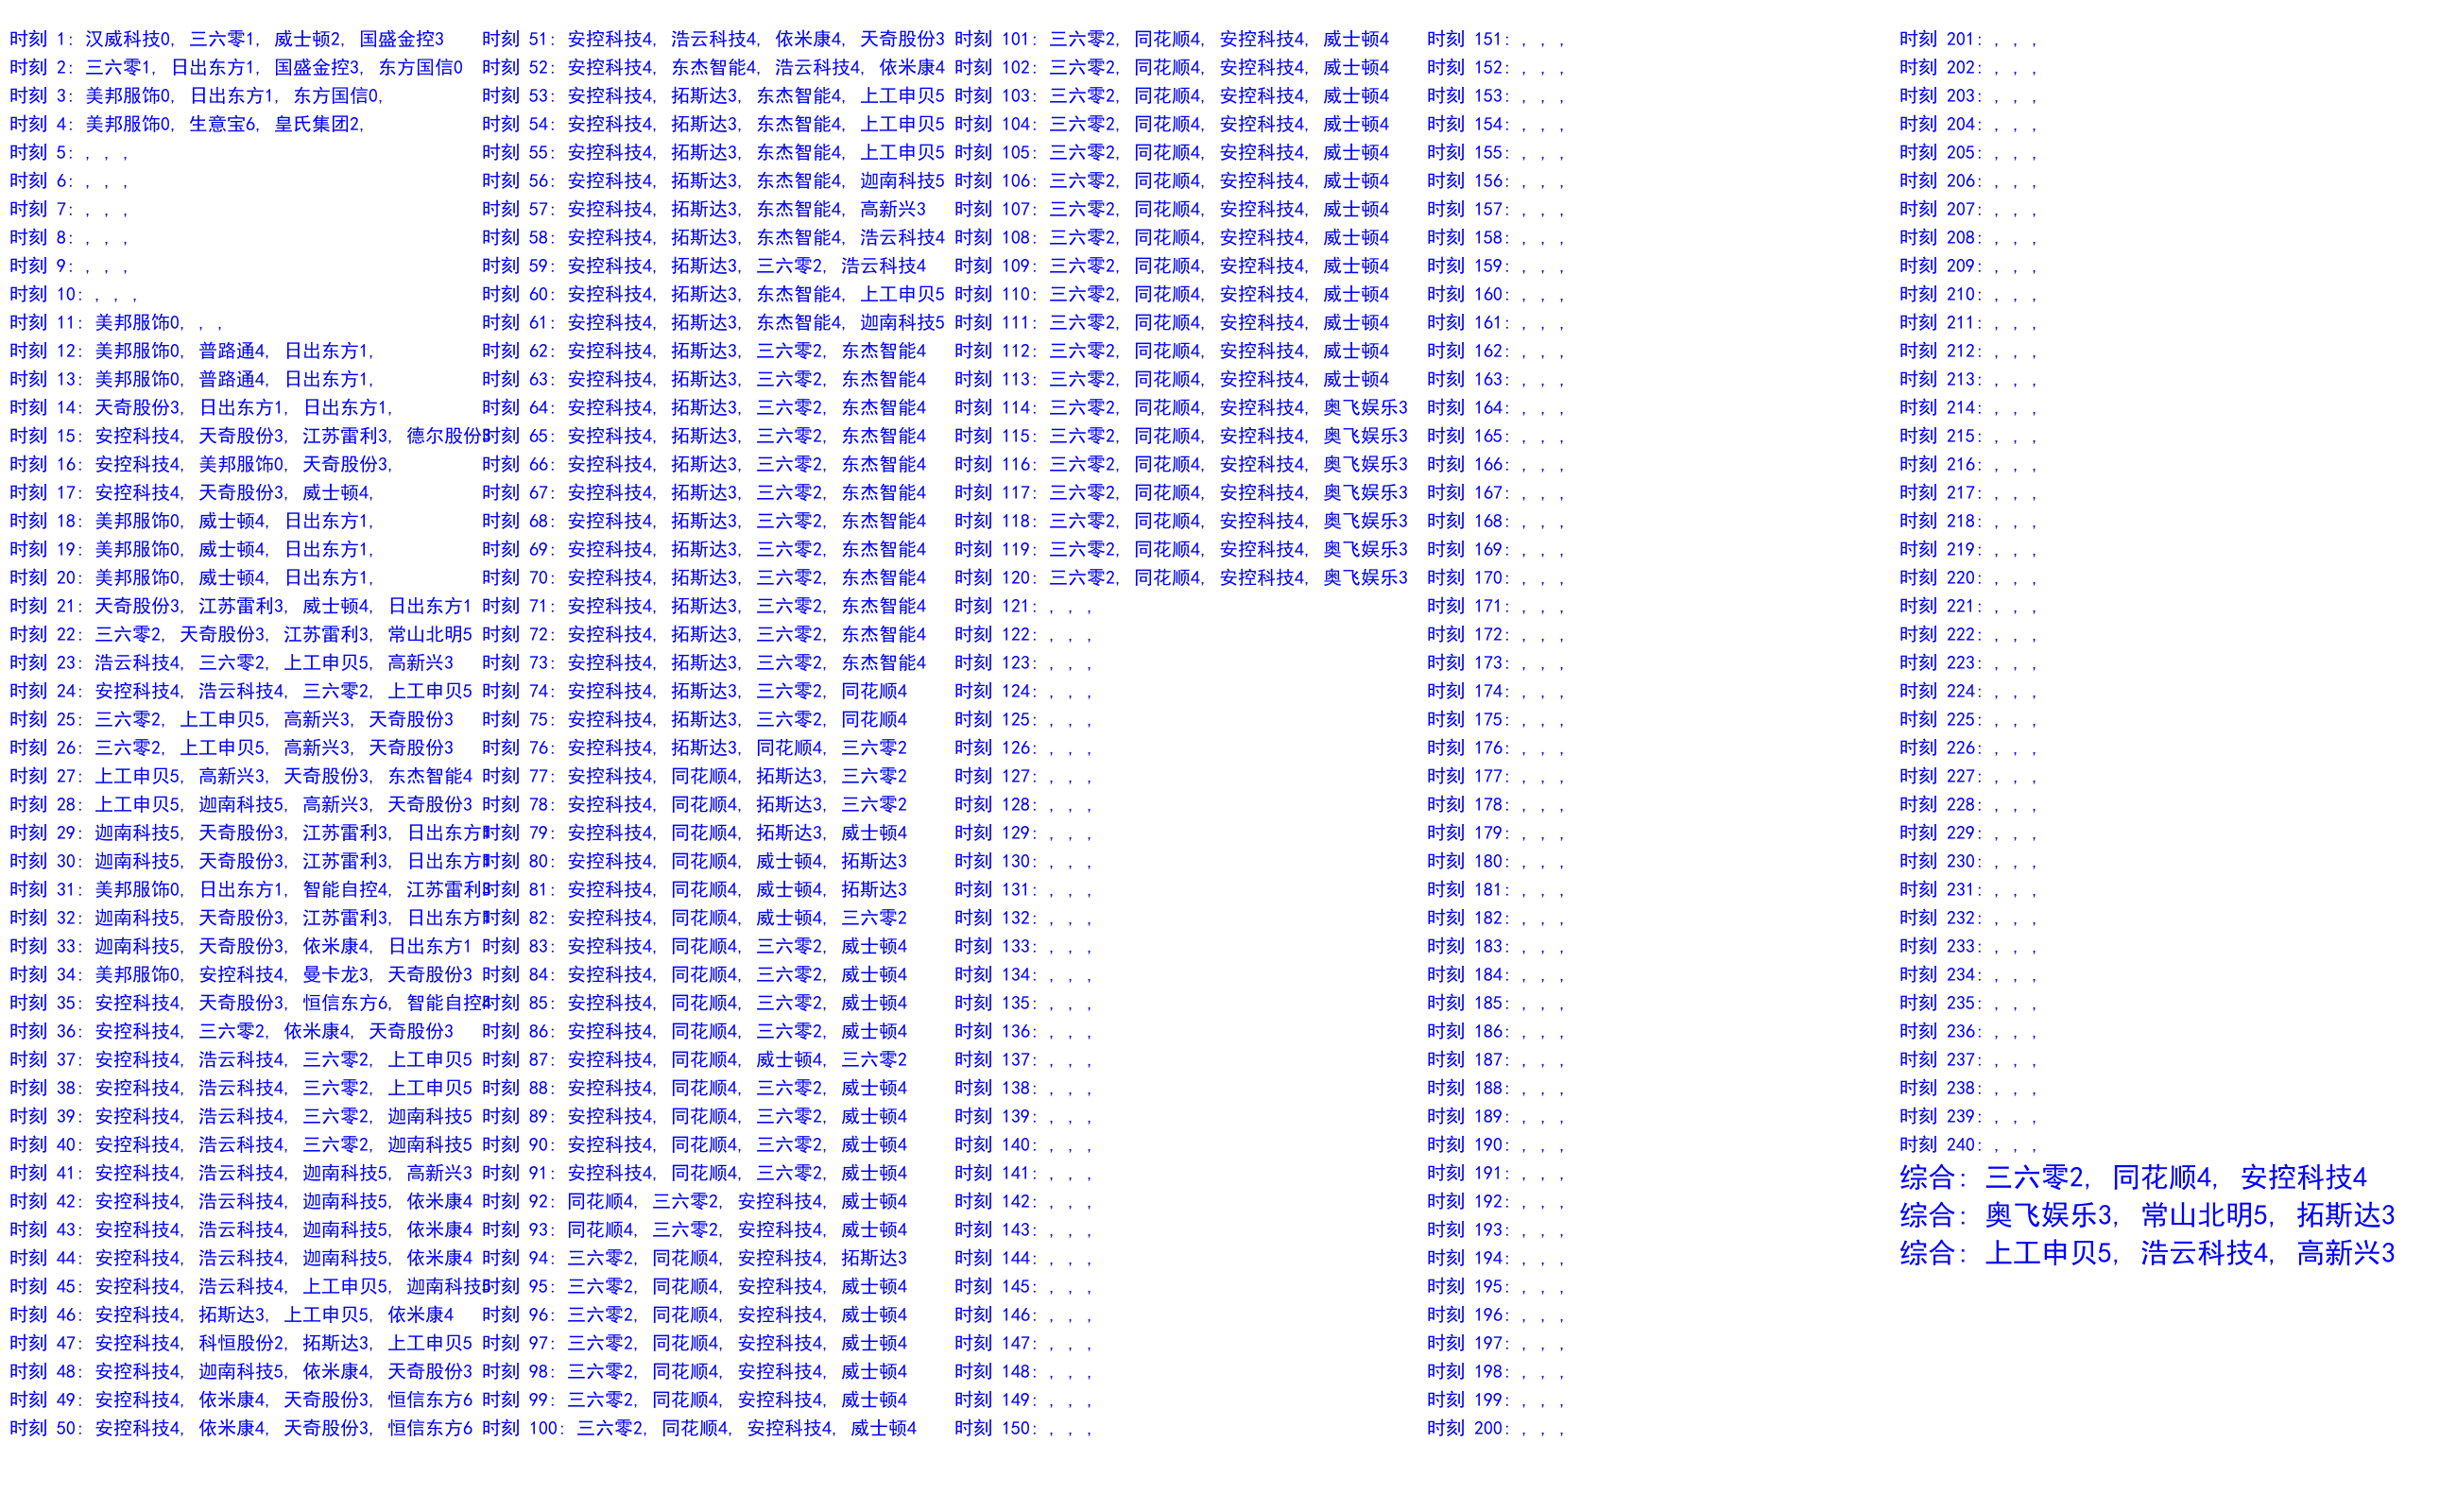 时刻 1: 汉威科技0, 三六零1, 威士顿2, 国盛金控3
时刻 2: 三六零1, 日出东方1, 国盛金控3, 东方国信0
时刻 3: 美邦服饰0, 日出东方1, 东方国信0,
时刻 4: 美邦服饰0, 生意宝6, 皇氏集团2,
时刻 5: , , ,
时刻 6: , , ,
时刻 7: , , ,
时刻 8: , , ,
时刻 9: , , ,
时刻 10: , , ,
时刻 11: 美邦服饰0, , ,
时刻 12: 美邦服饰0, 普路通4, 日出东方1,
时刻 13: 美邦服饰0, 普路通4, 日出东方1,
时刻 14: 天奇股份3, 日出东方1, 日出东方1,
时刻 15: 安控科技4, 天奇股份3, 江苏雷利3, 德尔股份3
时刻 16: 安控科技4, 美邦服饰0, 天奇股份3,
时刻 17: 安控科技4, 天奇股份3, 威士顿4,
时刻 18: 美邦服饰0, 威士顿4, 日出东方1,
时刻 19: 美邦服饰0, 威士顿4, 日出东方1,
时刻 20: 美邦服饰0, 威士顿4, 日出东方1,
时刻 21: 天奇股份3, 江苏雷利3, 威士顿4, 日出东方1
时刻 22: 三六零2, 天奇股份3, 江苏雷利3, 常山北明5
时刻 23: 浩云科技4, 三六零2, 上工申贝5, 高新兴3
时刻 24: 安控科技4, 浩云科技4, 三六零2, 上工申贝5
时刻 25: 三六零2, 上工申贝5, 高新兴3, 天奇股份3
时刻 26: 三六零2, 上工申贝5, 高新兴3, 天奇股份3
时刻 27: 上工申贝5, 高新兴3, 天奇股份3, 东杰智能4
时刻 28: 上工申贝5, 迦南科技5, 高新兴3, 天奇股份3
时刻 29: 迦南科技5, 天奇股份3, 江苏雷利3, 日出东方1
时刻 30: 迦南科技5, 天奇股份3, 江苏雷利3, 日出东方1
时刻 31: 美邦服饰0, 日出东方1, 智能自控4, 江苏雷利3
时刻 32: 迦南科技5, 天奇股份3, 江苏雷利3, 日出东方1
时刻 33: 迦南科技5, 天奇股份3, 依米康4, 日出东方1
时刻 34: 美邦服饰0, 安控科技4, 曼卡龙3, 天奇股份3
时刻 35: 安控科技4, 天奇股份3, 恒信东方6, 智能自控4
时刻 36: 安控科技4, 三六零2, 依米康4, 天奇股份3
时刻 37: 安控科技4, 浩云科技4, 三六零2, 上工申贝5
时刻 38: 安控科技4, 浩云科技4, 三六零2, 上工申贝5
时刻 39: 安控科技4, 浩云科技4, 三六零2, 迦南科技5
时刻 40: 安控科技4, 浩云科技4, 三六零2, 迦南科技5
时刻 41: 安控科技4, 浩云科技4, 迦南科技5, 高新兴3
时刻 42: 安控科技4, 浩云科技4, 迦南科技5, 依米康4
时刻 43: 安控科技4, 浩云科技4, 迦南科技5, 依米康4
时刻 44: 安控科技4, 浩云科技4, 迦南科技5, 依米康4
时刻 45: 安控科技4, 浩云科技4, 上工申贝5, 迦南科技5
时刻 46: 安控科技4, 拓斯达3, 上工申贝5, 依米康4
时刻 47: 安控科技4, 科恒股份2, 拓斯达3, 上工申贝5
时刻 48: 安控科技4, 迦南科技5, 依米康4, 天奇股份3
时刻 49: 安控科技4, 依米康4, 天奇股份3, 恒信东方6
时刻 50: 安控科技4, 依米康4, 天奇股份3, 恒信东方6
时刻 51: 安控科技4, 浩云科技4, 依米康4, 天奇股份3
时刻 52: 安控科技4, 东杰智能4, 浩云科技4, 依米康4
时刻 53: 安控科技4, 拓斯达3, 东杰智能4, 上工申贝5
时刻 54: 安控科技4, 拓斯达3, 东杰智能4, 上工申贝5
时刻 55: 安控科技4, 拓斯达3, 东杰智能4, 上工申贝5
时刻 56: 安控科技4, 拓斯达3, 东杰智能4, 迦南科技5
时刻 57: 安控科技4, 拓斯达3, 东杰智能4, 高新兴3
时刻 58: 安控科技4, 拓斯达3, 东杰智能4, 浩云科技4
时刻 59: 安控科技4, 拓斯达3, 三六零2, 浩云科技4
时刻 60: 安控科技4, 拓斯达3, 东杰智能4, 上工申贝5
时刻 61: 安控科技4, 拓斯达3, 东杰智能4, 迦南科技5
时刻 62: 安控科技4, 拓斯达3, 三六零2, 东杰智能4
时刻 63: 安控科技4, 拓斯达3, 三六零2, 东杰智能4
时刻 64: 安控科技4, 拓斯达3, 三六零2, 东杰智能4
时刻 65: 安控科技4, 拓斯达3, 三六零2, 东杰智能4
时刻 66: 安控科技4, 拓斯达3, 三六零2, 东杰智能4
时刻 67: 安控科技4, 拓斯达3, 三六零2, 东杰智能4
时刻 68: 安控科技4, 拓斯达3, 三六零2, 东杰智能4
时刻 69: 安控科技4, 拓斯达3, 三六零2, 东杰智能4
时刻 70: 安控科技4, 拓斯达3, 三六零2, 东杰智能4
时刻 71: 安控科技4, 拓斯达3, 三六零2, 东杰智能4
时刻 72: 安控科技4, 拓斯达3, 三六零2, 东杰智能4
时刻 73: 安控科技4, 拓斯达3, 三六零2, 东杰智能4
时刻 74: 安控科技4, 拓斯达3, 三六零2, 同花顺4
时刻 75: 安控科技4, 拓斯达3, 三六零2, 同花顺4
时刻 76: 安控科技4, 拓斯达3, 同花顺4, 三六零2
时刻 77: 安控科技4, 同花顺4, 拓斯达3, 三六零2
时刻 78: 安控科技4, 同花顺4, 拓斯达3, 三六零2
时刻 79: 安控科技4, 同花顺4, 拓斯达3, 威士顿4
时刻 80: 安控科技4, 同花顺4, 威士顿4, 拓斯达3
时刻 81: 安控科技4, 同花顺4, 威士顿4, 拓斯达3
时刻 82: 安控科技4, 同花顺4, 威士顿4, 三六零2
时刻 83: 安控科技4, 同花顺4, 三六零2, 威士顿4
时刻 84: 安控科技4, 同花顺4, 三六零2, 威士顿4
时刻 85: 安控科技4, 同花顺4, 三六零2, 威士顿4
时刻 86: 安控科技4, 同花顺4, 三六零2, 威士顿4
时刻 87: 安控科技4, 同花顺4, 威士顿4, 三六零2
时刻 88: 安控科技4, 同花顺4, 三六零2, 威士顿4
时刻 89: 安控科技4, 同花顺4, 三六零2, 威士顿4
时刻 90: 安控科技4, 同花顺4, 三六零2, 威士顿4
时刻 91: 安控科技4, 同花顺4, 三六零2, 威士顿4
时刻 92: 同花顺4, 三六零2, 安控科技4, 威士顿4
时刻 93: 同花顺4, 三六零2, 安控科技4, 威士顿4
时刻 94: 三六零2, 同花顺4, 安控科技4, 拓斯达3
时刻 95: 三六零2, 同花顺4, 安控科技4, 威士顿4
时刻 96: 三六零2, 同花顺4, 安控科技4, 威士顿4
时刻 97: 三六零2, 同花顺4, 安控科技4, 威士顿4
时刻 98: 三六零2, 同花顺4, 安控科技4, 威士顿4
时刻 99: 三六零2, 同花顺4, 安控科技4, 威士顿4
时刻 100: 三六零2, 同花顺4, 安控科技4, 威士顿4
时刻 101: 三六零2, 同花顺4, 安控科技4, 威士顿4
时刻 102: 三六零2, 同花顺4, 安控科技4, 威士顿4
时刻 103: 三六零2, 同花顺4, 安控科技4, 威士顿4
时刻 104: 三六零2, 同花顺4, 安控科技4, 威士顿4
时刻 105: 三六零2, 同花顺4, 安控科技4, 威士顿4
时刻 106: 三六零2, 同花顺4, 安控科技4, 威士顿4
时刻 107: 三六零2, 同花顺4, 安控科技4, 威士顿4
时刻 108: 三六零2, 同花顺4, 安控科技4, 威士顿4
时刻 109: 三六零2, 同花顺4, 安控科技4, 威士顿4
时刻 110: 三六零2, 同花顺4, 安控科技4, 威士顿4
时刻 111: 三六零2, 同花顺4, 安控科技4, 威士顿4
时刻 112: 三六零2, 同花顺4, 安控科技4, 威士顿4
时刻 113: 三六零2, 同花顺4, 安控科技4, 威士顿4
时刻 114: 三六零2, 同花顺4, 安控科技4, 奥飞娱乐3
时刻 115: 三六零2, 同花顺4, 安控科技4, 奥飞娱乐3
时刻 116: 三六零2, 同花顺4, 安控科技4, 奥飞娱乐3
时刻 117: 三六零2, 同花顺4, 安控科技4, 奥飞娱乐3
时刻 118: 三六零2, 同花顺4, 安控科技4, 奥飞娱乐3
时刻 119: 三六零2, 同花顺4, 安控科技4, 奥飞娱乐3
时刻 120: 三六零2, 同花顺4, 安控科技4, 奥飞娱乐3
时刻 121: , , ,
时刻 122: , , ,
时刻 123: , , ,
时刻 124: , , ,
时刻 125: , , ,
时刻 126: , , ,
时刻 127: , , ,
时刻 128: , , ,
时刻 129: , , ,
时刻 130: , , ,
时刻 131: , , ,
时刻 132: , , ,
时刻 133: , , ,
时刻 134: , , ,
时刻 135: , , ,
时刻 136: , , ,
时刻 137: , , ,
时刻 138: , , ,
时刻 139: , , ,
时刻 140: , , ,
时刻 141: , , ,
时刻 142: , , ,
时刻 143: , , ,
时刻 144: , , ,
时刻 145: , , ,
时刻 146: , , ,
时刻 147: , , ,
时刻 148: , , ,
时刻 149: , , ,
时刻 150: , , ,
时刻 151: , , ,
时刻 152: , , ,
时刻 153: , , ,
时刻 154: , , ,
时刻 155: , , ,
时刻 156: , , ,
时刻 157: , , ,
时刻 158: , , ,
时刻 159: , , ,
时刻 160: , , ,
时刻 161: , , ,
时刻 162: , , ,
时刻 163: , , ,
时刻 164: , , ,
时刻 165: , , ,
时刻 166: , , ,
时刻 167: , , ,
时刻 168: , , ,
时刻 169: , , ,
时刻 170: , , ,
时刻 171: , , ,
时刻 172: , , ,
时刻 173: , , ,
时刻 174: , , ,
时刻 175: , , ,
时刻 176: , , ,
时刻 177: , , ,
时刻 178: , , ,
时刻 179: , , ,
时刻 180: , , ,
时刻 181: , , ,
时刻 182: , , ,
时刻 183: , , ,
时刻 184: , , ,
时刻 185: , , ,
时刻 186: , , ,
时刻 187: , , ,
时刻 188: , , ,
时刻 189: , , ,
时刻 190: , , ,
时刻 191: , , ,
时刻 192: , , ,
时刻 193: , , ,
时刻 194: , , ,
时刻 195: , , ,
时刻 196: , , ,
时刻 197: , , ,
时刻 198: , , ,
时刻 199: , , ,
时刻 200: , , ,
时刻 201: , , ,
时刻 202: , , ,
时刻 203: , , ,
时刻 204: , , ,
时刻 205: , , ,
时刻 206: , , ,
时刻 207: , , ,
时刻 208: , , ,
时刻 209: , , ,
时刻 210: , , ,
时刻 211: , , ,
时刻 212: , , ,
时刻 213: , , ,
时刻 214: , , ,
时刻 215: , , ,
时刻 216: , , ,
时刻 217: , , ,
时刻 218: , , ,
时刻 219: , , ,
时刻 220: , , ,
时刻 221: , , ,
时刻 222: , , ,
时刻 223: , , ,
时刻 224: , , ,
时刻 225: , , ,
时刻 226: , , ,
时刻 227: , , ,
时刻 228: , , ,
时刻 229: , , ,
时刻 230: , , ,
时刻 231: , , ,
时刻 232: , , ,
时刻 233: , , ,
时刻 234: , , ,
时刻 235: , , ,
时刻 236: , , ,
时刻 237: , , ,
时刻 238: , , ,
时刻 239: , , ,
时刻 240: , , ,
综合: 三六零2, 同花顺4, 安控科技4
综合: 奥飞娱乐3, 常山北明5, 拓斯达3
综合: 上工申贝5, 浩云科技4, 高新兴3